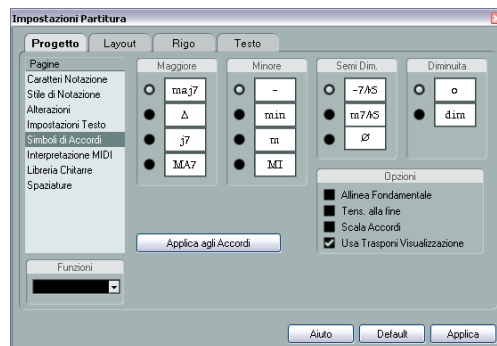 Impostazioni Partitura
Progetto Layout Rigo Testo
Pagine
Caratteri Notazione
Stile di Notazione
Alterazioni
Impostazioni Testo
Simboli di Accordi
Interpretazione MIDI
Libreria Chitarre
Spaziature
Funzioni
Maggiore
maj7
Δ
j7
MA7
Minore
-
min
m
MI
Semi Dim.
-7/♭5
m7/♭5
Ø
Diminuita
o
dim
Opzioni
Allinea Fondamentale
Tens. alla fine
Scala Accordi
Usa Trasponi Visualizzazione
Applica agli Accordi
Aiuto Default Applica